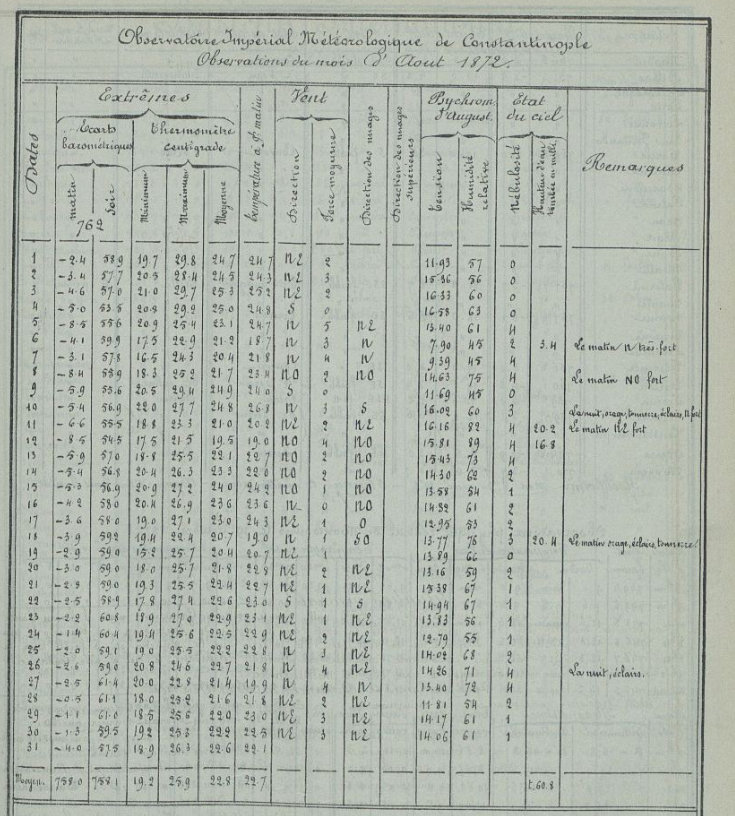 Observatoire Impérial Météorologique de Constantinople
Observations du mois d'Aout 1872.
Dates Extrêmes Vent Psychrom. d'August. Etat du ciel Remarques
Ecarts barométriques thermomètre centigrade température à 9h matin Direction Force moyenne Direction des nuages Direction des nuages supérieurs Tension Humidité relative Nébulosité Hauteur d'eau tombée en millim.
matin Soir Minimum Maximum Moyenne
762
1 -2.4 58.9 19.7 29.8 24.7 24.7 NE 2 11.93 57 0
2 -3.4 57.7 20.5 28.4 24.5 24.3 NE 3 15.36 56 0
3 -4.6 57.0 21.0 29.7 25.3 25.2 NE 2 16.33 60 0
4 -5.0 53.5 20.8 29.2 25.0 24.8 S 0 16.58 63 0
5 -8.5 55.6 20.9 25.4 23.1 24.7 N 5 NE 13.40 61 4
6 -4.1 59.9 17.5 22.9 21.2 18.7 N 3 N 7.90 45 2 3.4 Le matin N très-fort
7 -3.1 57.8 16.5 24.3 20.4 21.8 N 4 N 9.39 45 4
8 -8.4 58.9 18.3 25.2 21.7 23.4 NO 2 NO 14.63 75 4 Le matin NO fort
9 -5.9 55.6 20.5 29.4 24.9 24.0 S 0 11.69 45 0
10 -5.4 56.9 22.0 27.7 24.8 26.8 N 3 S 16.02 60 3 La nuit, orage, tonnerre, éclairs, N fort
11 -6.6 55.5 18.8 23.3 21.0 20.2 NE 2 NO 16.16 82 4 20.2 Le matin NE fort
12 -8.5 54.5 17.5 21.5 19.5 19.0 NO 4 NO 15.81 89 4 16.8
13 -5.9 57.0 18.8 25.5 22.1 22.7 NO 2 NO 15.43 73 4
14 -5.4 56.8 20.4 26.3 23.3 22.0 NO 2 NO 14.30 62 2
15 -5.3 56.9 20.9 27.2 24.0 24.2 NO 1 NO 13.58 54 1
16 -4.2 58.0 20.4 26.9 23.6 23.6 N 0 NO 14.32 61 2
17 -3.6 58.0 19.0 27.1 23.0 24.3 NE 1 O 12.95 53 2
18 -3.9 59.2 19.4 22.4 20.7 19.0 N 1 SO 13.77 76 3 20.4 Le matin orage, éclairs, tonnerre.
19 -2.9 59.0 15.2 25.7 20.4 20.7 NE 1 13.89 66 0
20 -3.0 59.0 18.0 25.7 21.8 22.8 NE 2 NE 13.16 59 2
21 -2.8 59.0 19.3 25.5 22.4 22.7 NE 1 NE 15.38 67 1
22 -2.5 58.9 17.8 27.4 22.6 23.0 S 1 S 14.94 67 1
23 -2.2 60.8 18.9 27.0 22.9 23.1 NE 1 NE 13.83 56 1
24 -1.4 60.4 19.4 25.6 22.5 22.9 NE 2 NE 12.79 55 1
25 -2.0 59.1 19.0 25.5 22.2 22.8 N 3 NE 14.02 68 2
26 -2.6 59.0 20.8 24.6 22.7 21.8 N 4 NE 14.26 71 4 La nuit, éclairs.
27 -2.5 61.4 20.0 22.8 21.4 19.9 N 4 N 13.40 72 4
28 -0.5 61.1 18.0 25.2 21.6 21.8 NE 2 NE 11.81 54 2
29 -1.1 61.0 18.5 25.6 22.0 23.0 NE 3 NE 14.17 61 1
30 -1.3 59.5 19.2 25.3 22.2 22.5 NE 3 NE 14.06 61 1
31 -4.0 57.5 18.9 26.3 22.6 22.1
Moyen. 758.0 758.1 19.2 25.9 22.8 22.7 t. 60.8